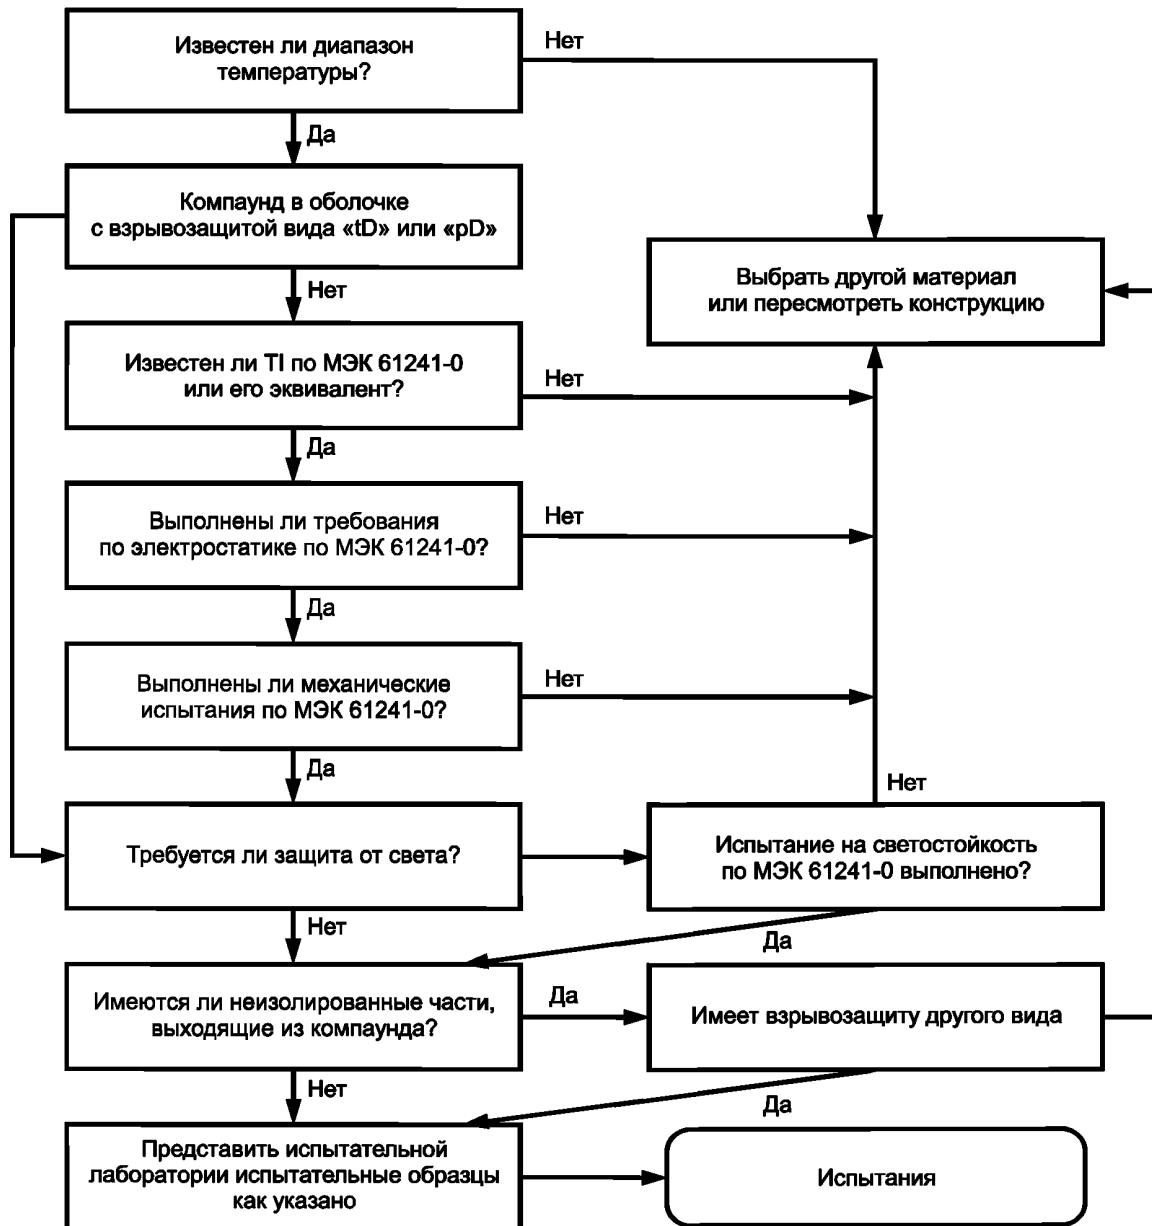 Известен ли диапазон
температуры?
Нет
Да
Компаунд в оболочке
с взрывозащитой вида «tD» или «pD»
Выбрать другой материал
или пересмотреть конструкцию
Нет
Известен ли TI по МЭК 61241-0
или его эквивалент?
Нет
Да
Выполнены ли требования
по электростатике по МЭК 61241-0?
Нет
Да
Выполнены ли механические
испытания по МЭК 61241-0?
Нет
Да
Нет
Требуется ли защита от света?
Испытание на светостойкость
по МЭК 61241-0 выполнено?
Нет
Да
Имеются ли неизолированные части,
выходящие из компаунда?
Да
Имеет взрывозащиту другого вида
Нет
Да
Представить испытательной
лаборатории испытательные образцы
как указано
Испытания